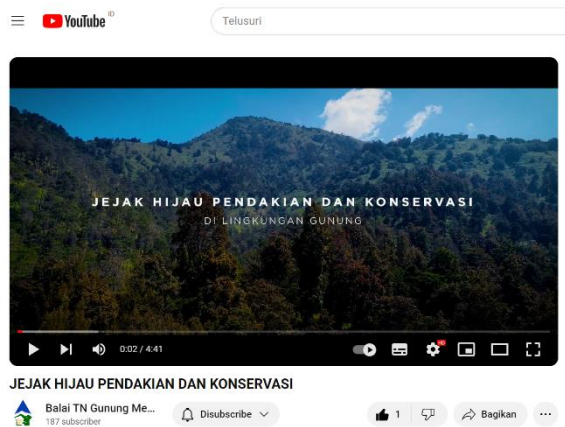 YouTube ID
Telusuri
JEJAK HIJAU PENDAKIAN DAN KONSERVASI
DI LINGKUNGAN GUNUNG
0:02 / 4:41
HD
JEJAK HIJAU PENDAKIAN DAN KONSERVASI
Balai TN Gunung Me...
187 subscriber
Disubscribe
1
Bagikan